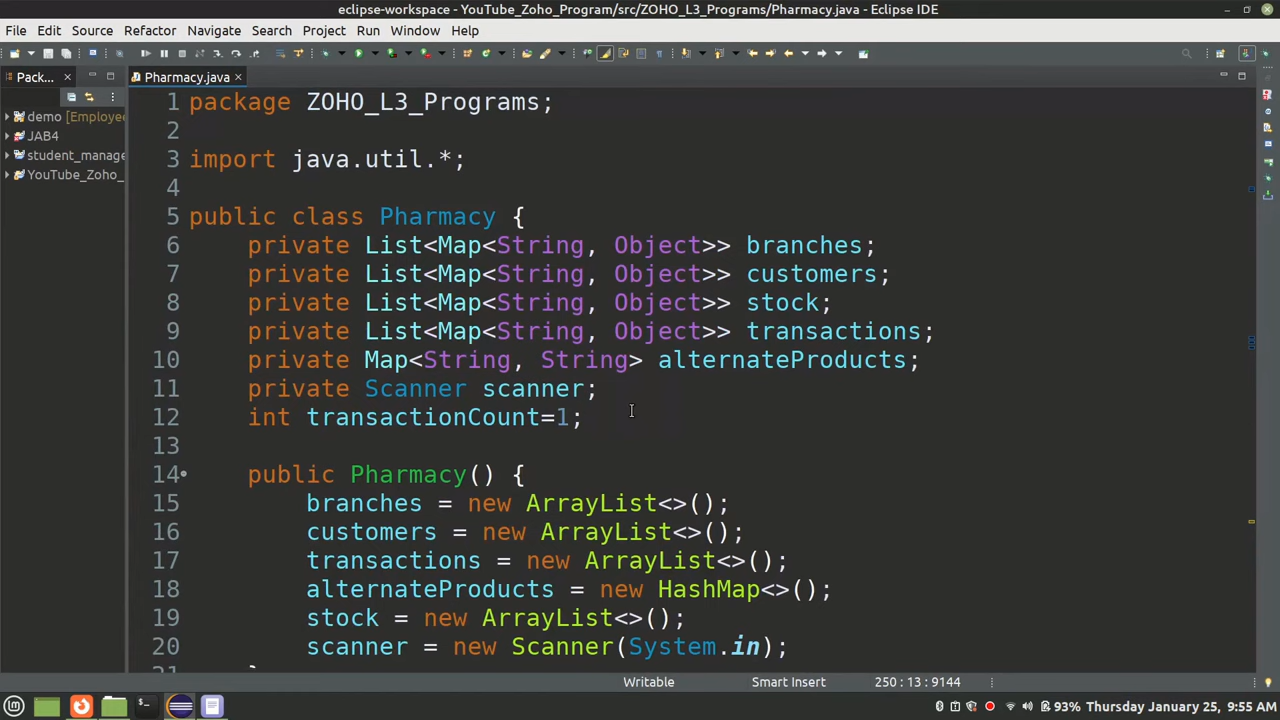 eclipse-workspace - YouTube_Zoho_Program/src/ZOHO_L3_Programs/Pharmacy.java - Eclipse IDE
File Edit Source Refactor Navigate Search Project Run Window Help
Pack...
Pharmacy.java
demo [Employee
JAB4
student_manage
YouTube_Zoho_
1 package ZOHO_L3_Programs;
2
3 import java.util.*;
4
5 public class Pharmacy {
6 private List<Map<String, Object>> branches;
7 private List<Map<String, Object>> customers;
8 private List<Map<String, Object>> stock;
9 private List<Map<String, Object>> transactions;
10 private Map<String, String> alternateProducts;
11 private Scanner scanner;
12 int transactionCount=1;
13
14 public Pharmacy() {
15 branches = new ArrayList<>();
16 customers = new ArrayList<>();
17 transactions = new ArrayList<>();
18 alternateProducts = new HashMap<>();
19 stock = new ArrayList<>();
20 scanner = new Scanner(System.in);
21 }
Writable Smart Insert 250 : 13 : 9144
93% Thursday January 25, 9:55 AM